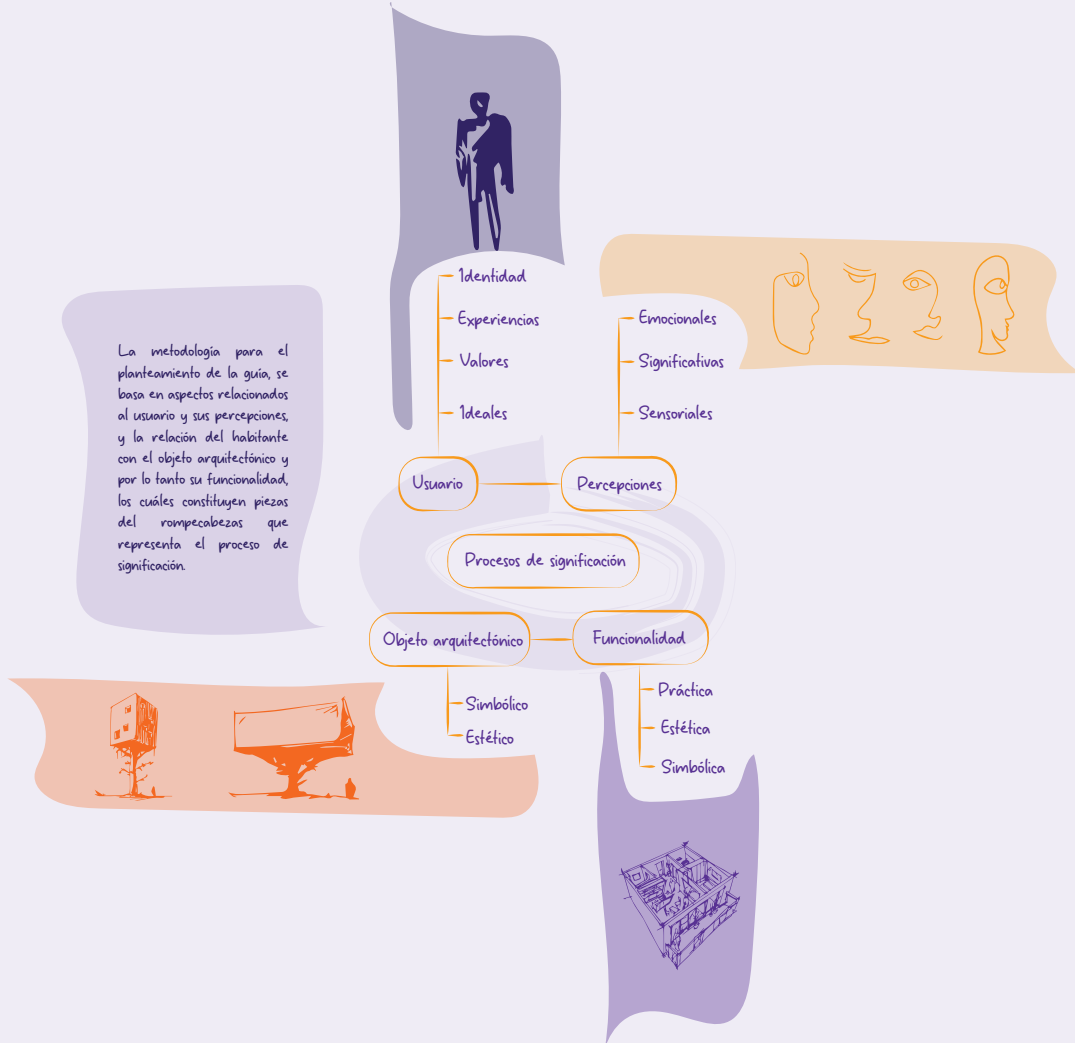 La metodología para el
planteamiento de la guía, se
basa en aspectos relacionados
al usuario y sus percepciones,
y la relación del habitante
con el objeto arquitectónico y
por lo tanto su funcionalidad,
los cuáles constituyen piezas
del rompecabezas que
representa el proceso de
significación.
Identidad
Experiencias
Valores
Ideales
Usuario
Emocionales
Significativas
Sensoriales
Percepciones
Procesos de significación
Objeto arquitectónico
Simbólico
Estético
Funcionalidad
Práctica
Estética
Simbólica